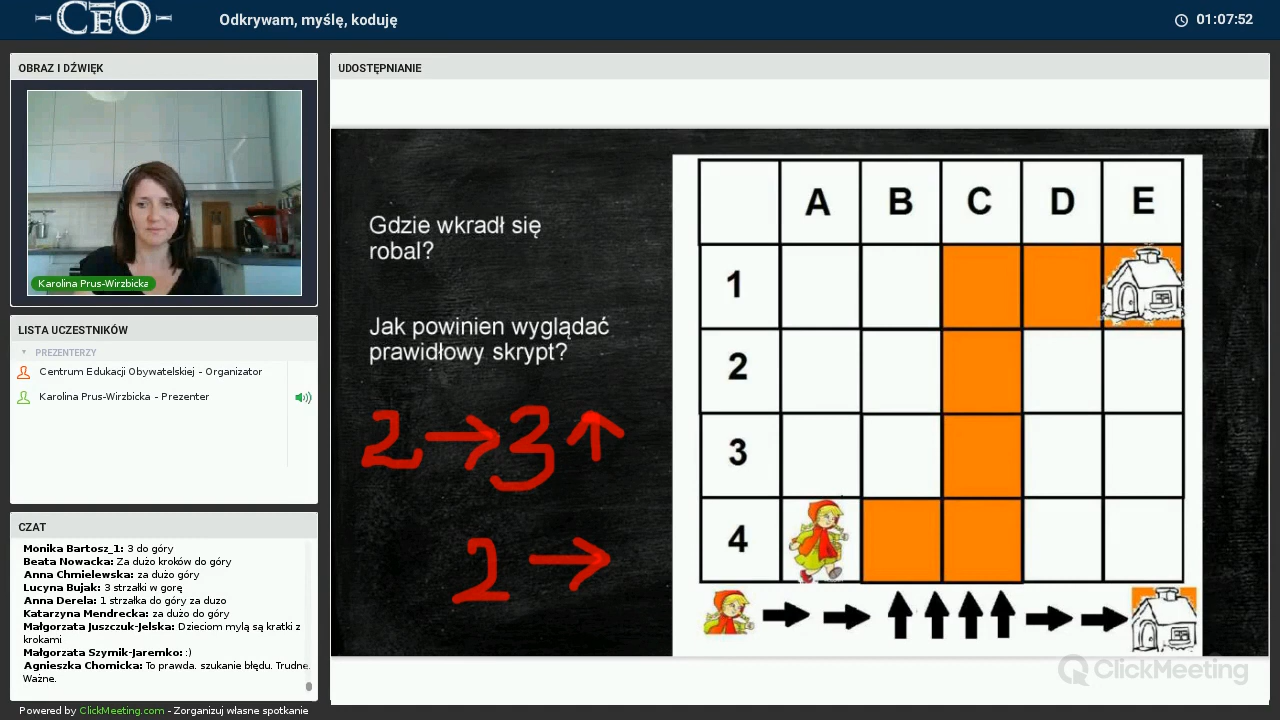 CEO
Odkrywam, myślę, koduję
01:07:52
OBRAZ I DŹWIĘK
Karolina Prus-Wirzbicka
LISTA UCZESTNIKÓW
PREZENTERZY
Centrum Edukacji Obywatelskiej - Organizator
Karolina Prus-Wirzbicka - Prezenter
CZAT
Monika Bartosz_1: 3 do góry
Beata Nowacka: Za dużo kroków do góry
Anna Chmielewska: za dużo góry
Lucyna Bujak: 3 strzałki w gorę
Anna Derela: 1 strzałka do góry za duzo
Katarzyna Mendrecka: za dużo do góry
Małgorzata Juszczuk-Jelska: Dzieciom mylą są kratki z
krokami
Małgorzata Szymik-Jaremko: :)
Agnieszka Chomicka: To prawda. szukanie błędu. Trudne.
Ważne.
Powered by ClickMeeting.com - Zorganizuj własne spotkanie
UDOSTĘPNIANIE
Gdzie wkradł się
robal?
Jak powinien wyglądać
prawidłowy skrypt?
2 → 3 ↑
2 →
A B C D E
1
2
3
4
→ → ↑ ↑ ↑ ↑ → →
ClickMeeting